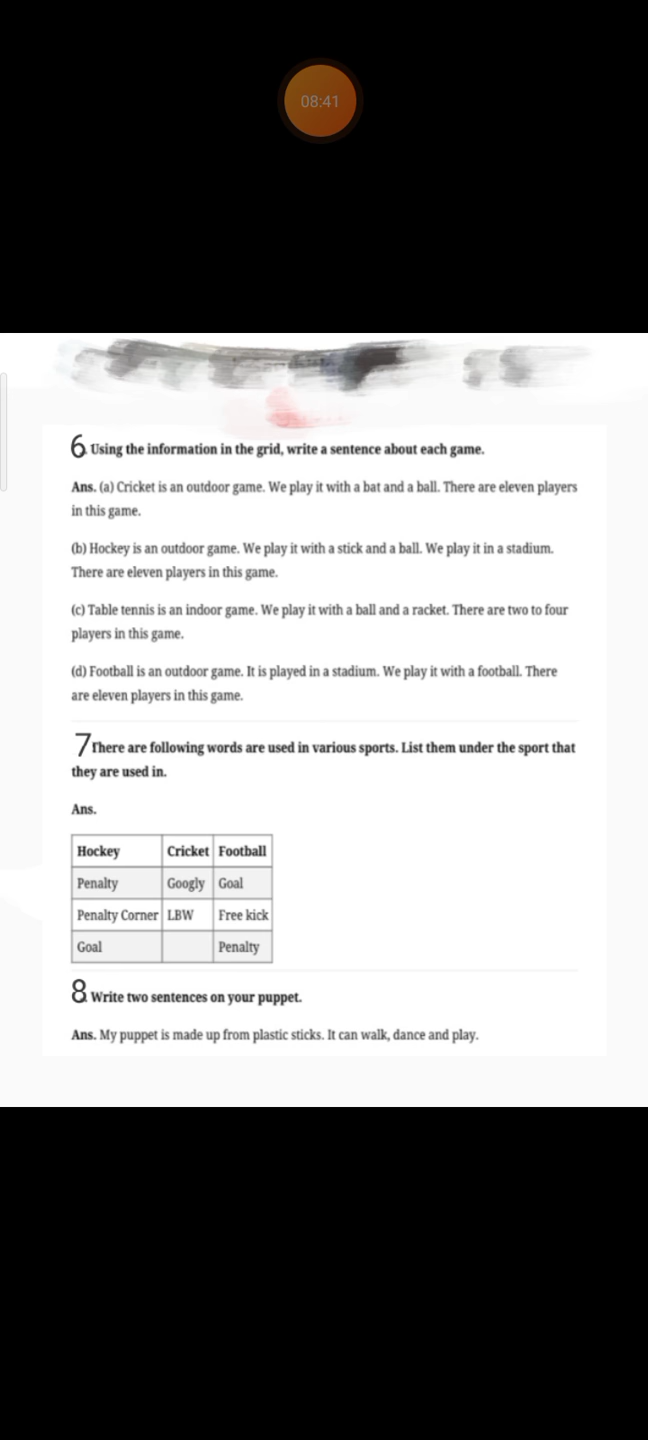 08:41
6. Using the information in the grid, write a sentence about each game.
Ans. (a) Cricket is an outdoor game. We play it with a bat and a ball. There are eleven players
in this game.
(b) Hockey is an outdoor game. We play it with a stick and a ball. We play it in a stadium.
There are eleven players in this game.
(c) Table tennis is an indoor game. We play it with a ball and a racket. There are two to four
players in this game.
(d) Football is an outdoor game. It is played in a stadium. We play it with a football. There
are eleven players in this game.
7 There are following words are used in various sports. List them under the sport that
they are used in.
Ans.
Hockey Cricket Football
Penalty Googly Goal
Penalty Corner LBW Free kick
Goal Penalty
8. Write two sentences on your puppet.
Ans. My puppet is made up from plastic sticks. It can walk, dance and play.